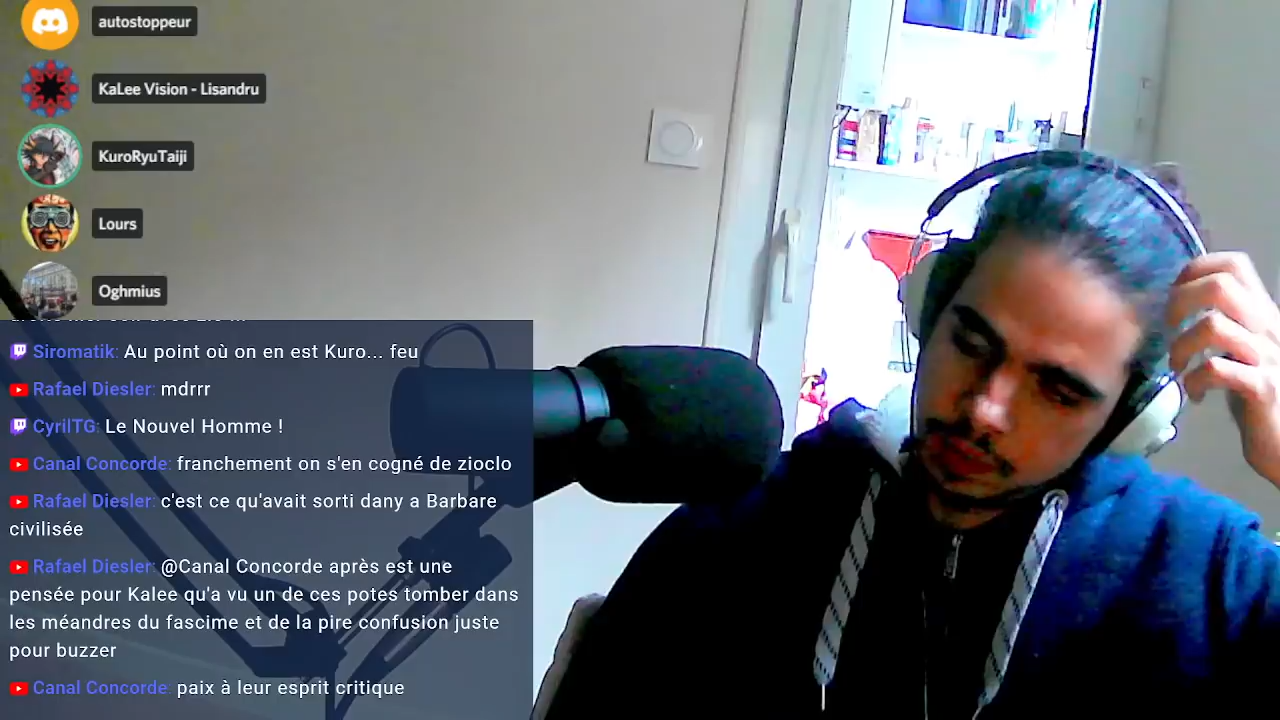 autostoppeur
KaLee Vision - Lisandru
KuroRyuTaiji
Lours
Oghmius
Siromatik: Au point où on en est Kuro... feu
Rafael Diesler: mdrrr
CyrilTG: Le Nouvel Homme !
Canal Concorde: franchement on s'en cogné de zioclo
Rafael Diesler: c'est ce qu'avait sorti dany a Barbare
civilisée
Rafael Diesler: @Canal Concorde après est une
pensée pour Kalee qu'a vu un de ces potes tomber dans
les méandres du fascime et de la pire confusion juste
pour buzzer
Canal Concorde: paix à leur esprit critique